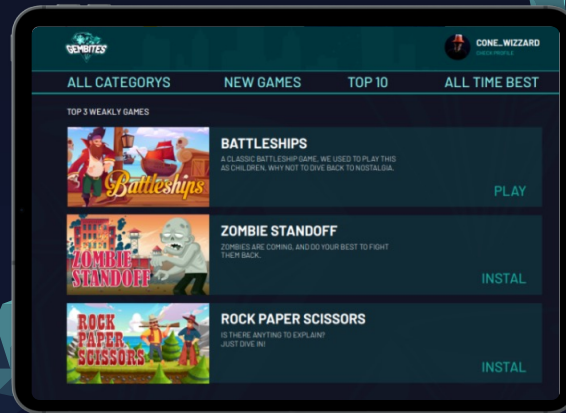 GEMBITES
CONE_WIZZARD
CHECK PROFILE
ALL CATEGORYS
NEW GAMES
TOP 10
ALL TIME BEST
TOP 3 WEAKLY GAMES
Battleships
BATTLESHIPS
A CLASSIC BATTLESHIP GAME, WE USED TO PLAY THIS
AS CHILDREN, WHY NOT TO DIVE BACK TO NOSTALGIA.
PLAY
ZOMBIE
STANDOFF
ZOMBIE STANDOFF
ZOMBIES ARE COMING, AND DO YOUR BEST TO FIGHT
THEM BACK.
INSTAL
ROCK
PAPER
SCISSORS
ROCK PAPER SCISSORS
IS THERE ANYTING TO EXPLAIN?
JUST DIVE IN!
INSTAL